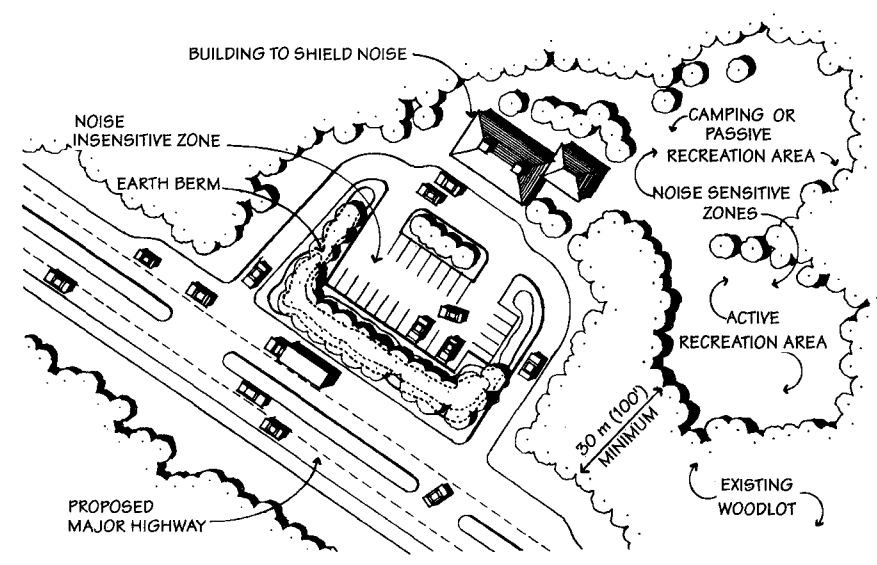 BUILDING TO SHIELD NOISE
NOISE
INSENSITIVE ZONE
EARTH BERM
CAMPING OR
PASSIVE
RECREATION AREA
NOISE SENSITIVE
ZONES
ACTIVE
RECREATION AREA
30 m (100')
MINIMUM
EXISTING
WOODLOT
PROPOSED
MAJOR HIGHWAY